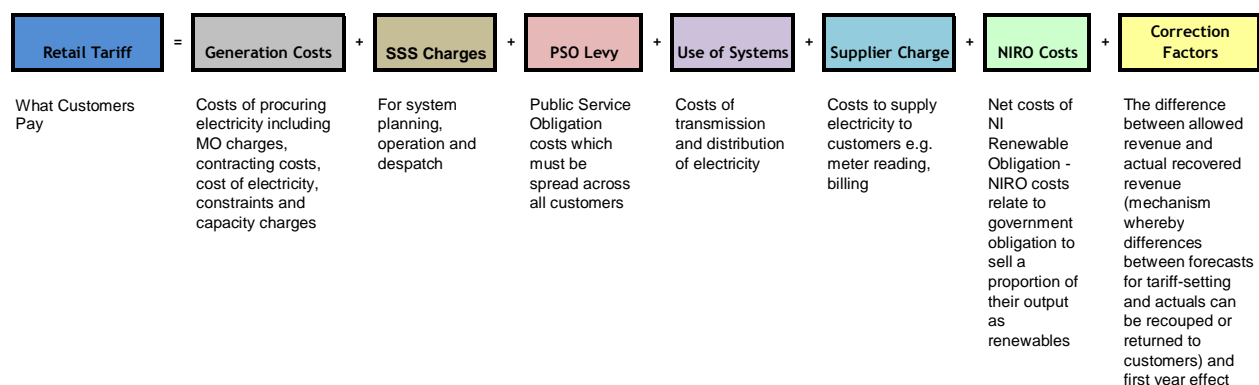 Retail Tariff = Generation Costs + SSS Charges + PSO Levy + Use of Systems + Supplier Charge + NIRO Costs + Correction Factors
What Customers
Pay
Costs of procuring
electricity including
MO charges,
contracting costs,
cost of electricity,
constraints and
capacity charges
For system
planning,
operation and
despatch
Public Service
Obligation
costs which
must be
spread across
all customers
Costs of
transmission
and distribution
of electricity
Costs to supply
electricity to
customers e.g.
meter reading,
billing
Net costs of
NI
Renewable
Obligation -
NIRO costs
relate to
government
obligation to
sell a
proportion of
their output
as
renewables
The difference
between allowed
revenue and
actual recovered
revenue
(mechanism
whereby
differences
between forecasts
for tariff-setting
and actuals can
be recouped or
returned to
customers) and
first year effect